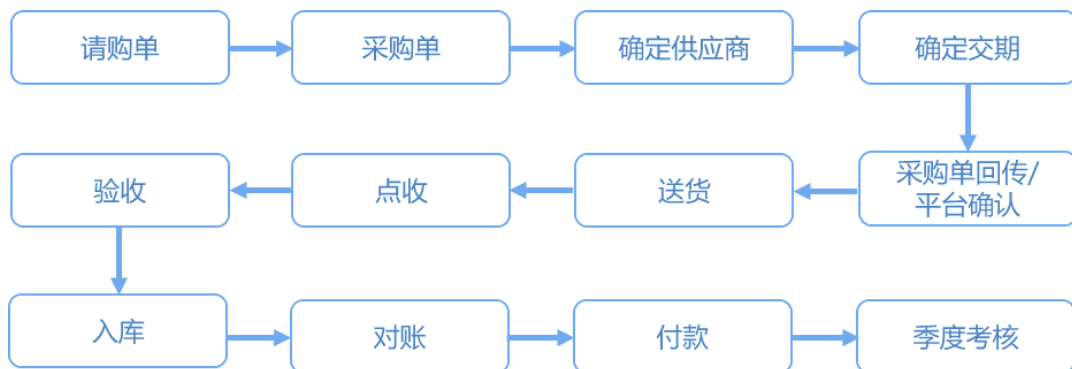 请购单
采购单
确定供应商
确定交期
采购单回传/
平台确认
送货
点收
验收
入库
对账
付款
季度考核